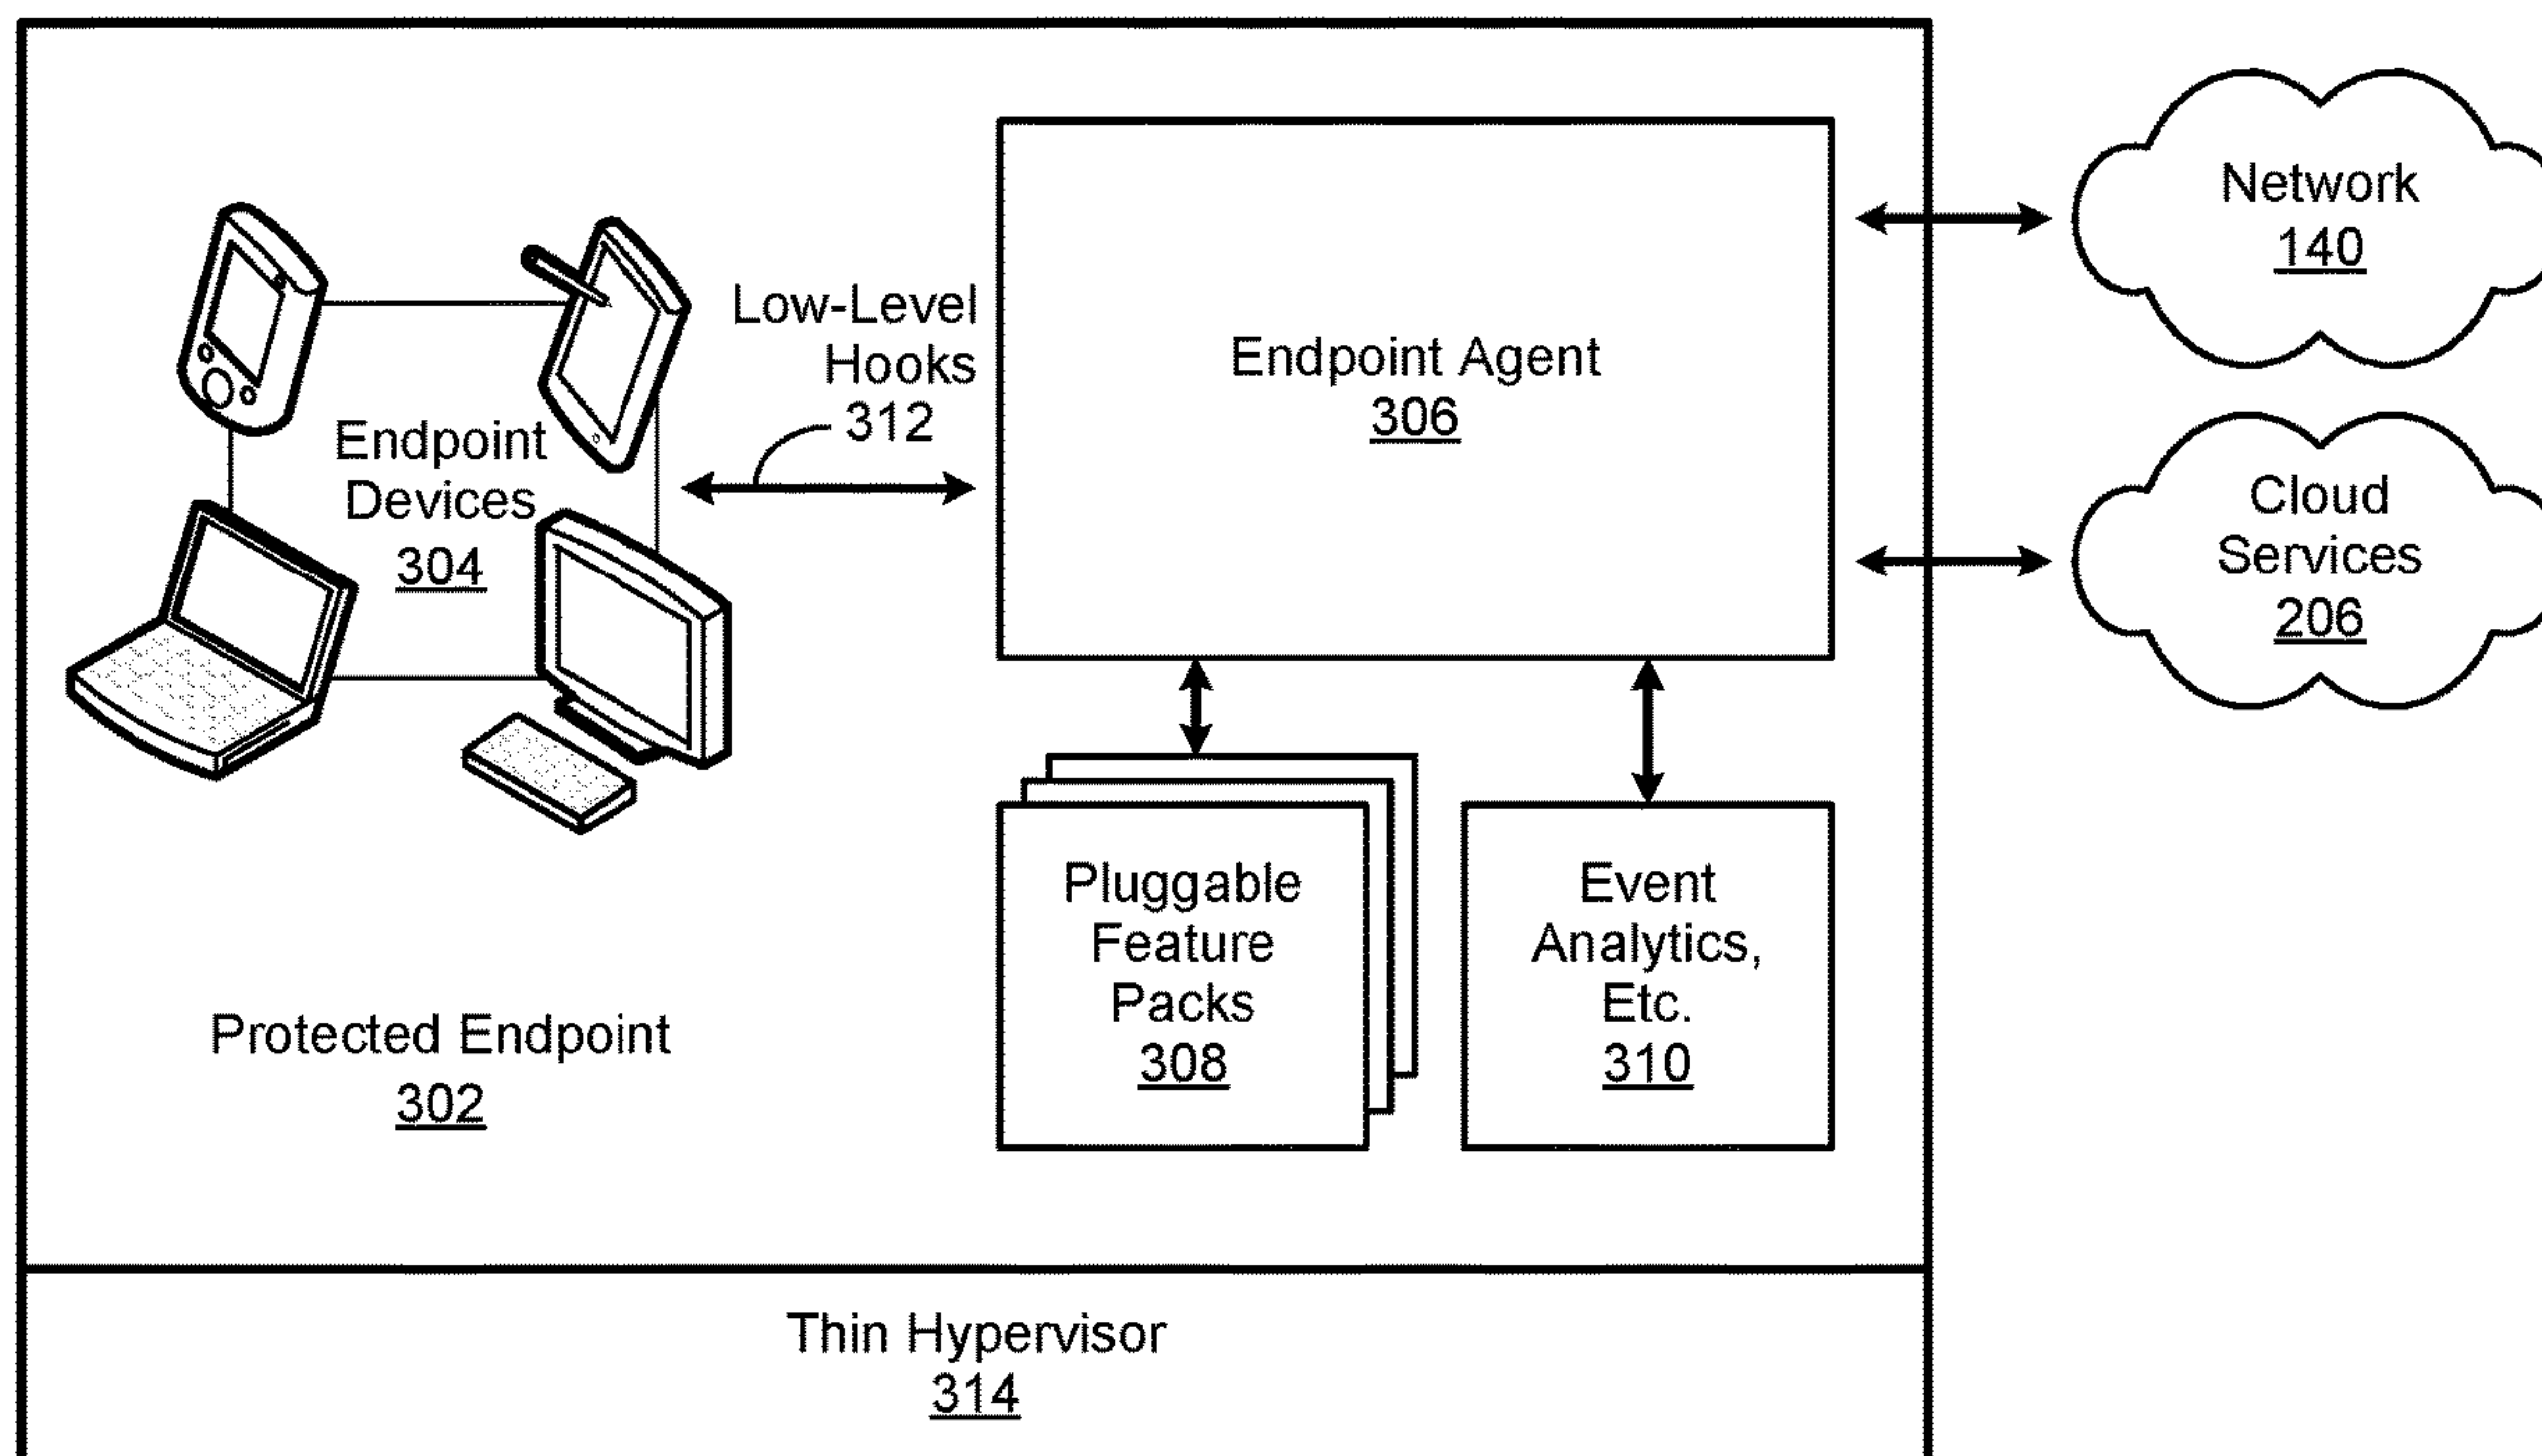 Network
140
Low-Level
Hooks
312
Endpoint Agent
306
Endpoint
Devices
304
Cloud
Services
206
Pluggable
Feature
Packs
308
Event
Analytics,
Etc.
310
Protected Endpoint
302
Thin Hypervisor
314